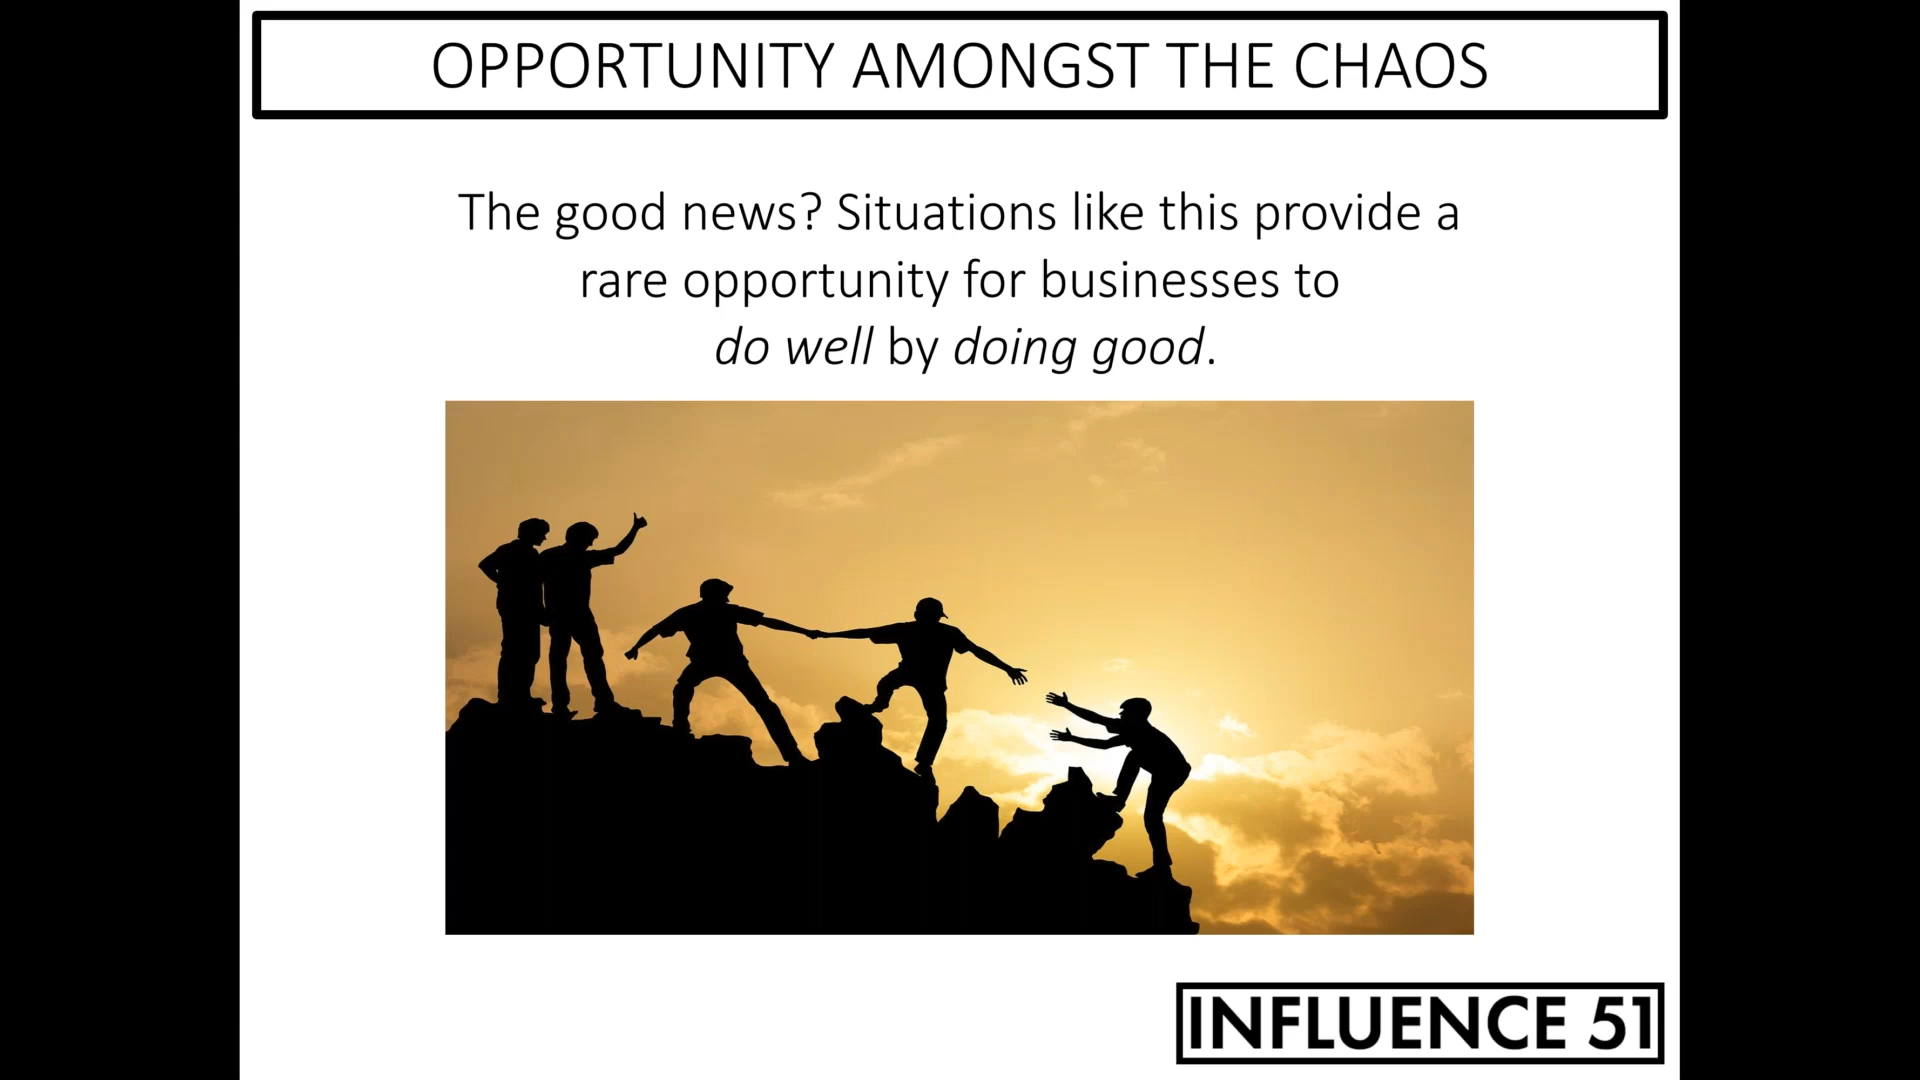 OPPORTUNITY AMONGST THE CHAOS
The good news? Situations like this provide a
rare opportunity for businesses to
do well by doing good.
INFLUENCE 51